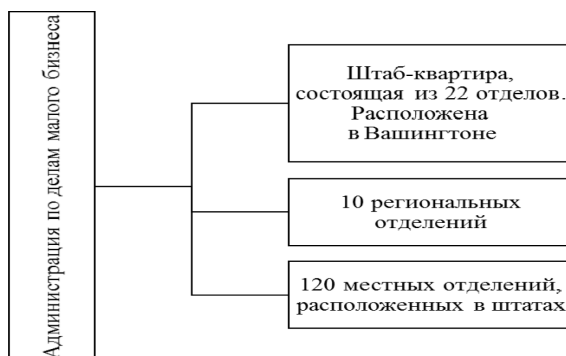 Администрация по делам малого бизнеса
Штаб-квартира,
состоящая из 22 отделов.
Расположена
в Вашингтоне
10 региональных
отделений
120 местных отделений,
расположенных в штатах